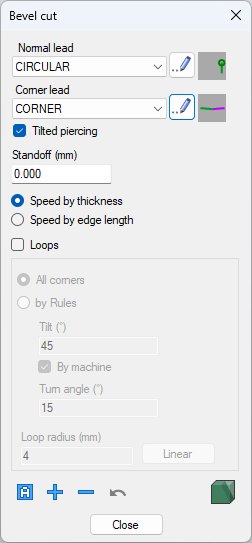 Bevel cut
Normal lead
CIRCULAR
Corner lead
CORNER
Tilted piercing
Standoff (mm)
0.000
Speed by thickness
Speed by edge length
Loops
All corners
by Rules
Tilt (°)
45
By machine
Turn angle (°)
15
Loop radius (mm)
4
Linear
A
Close